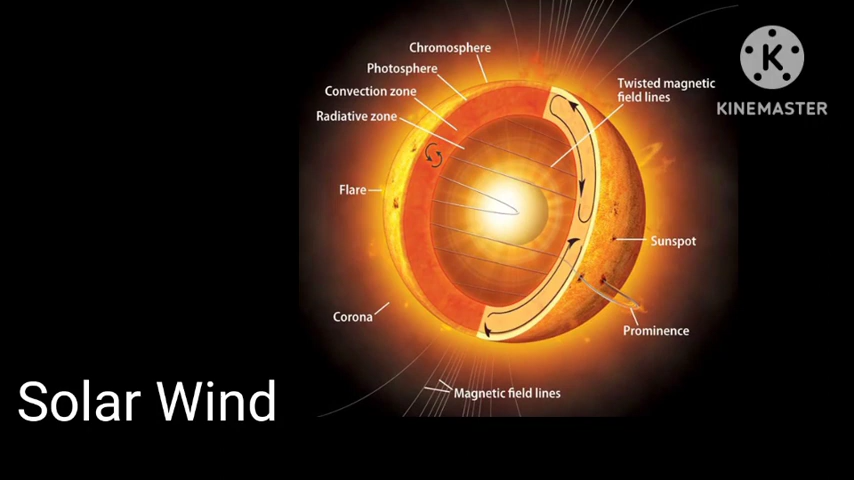 Chromosphere
Photosphere
Convection zone
Radiative zone
Twisted magnetic
field lines
KINEMASTER
Flare
Sunspot
Corona
Prominence
Magnetic field lines
Solar Wind